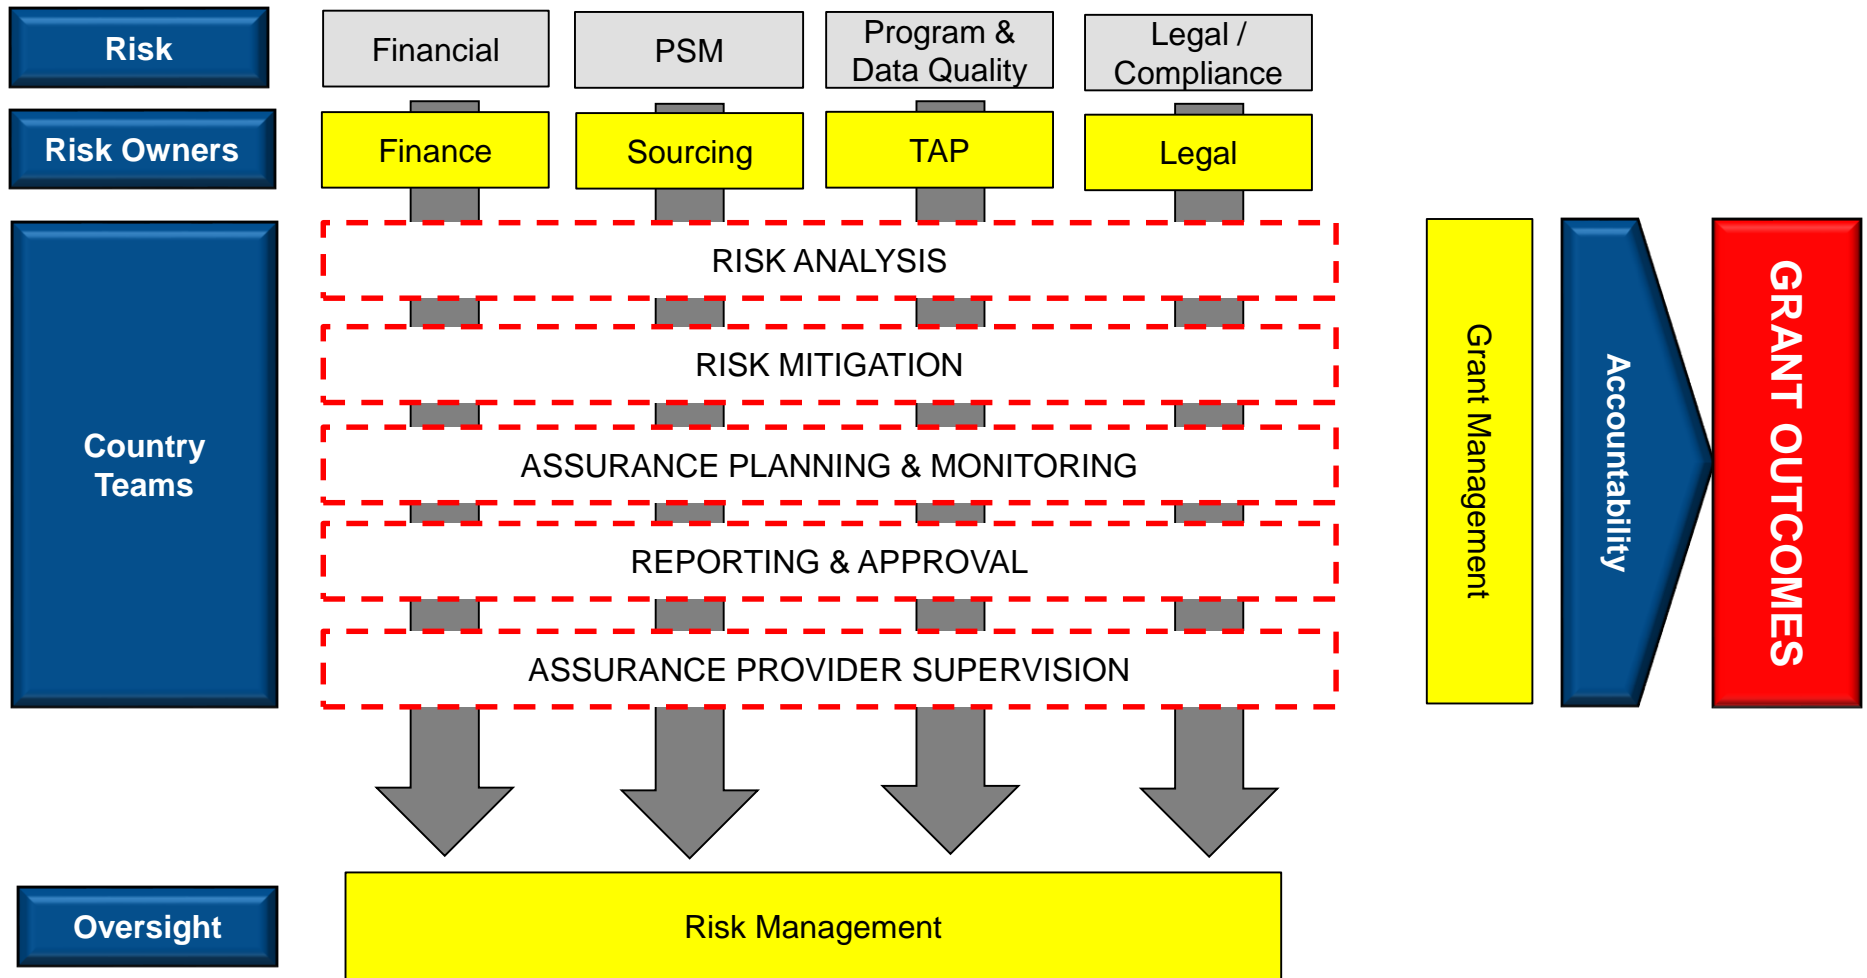 Risk
Financial
PSM
Program &
Data Quality
Legal /
Compliance
Risk Owners
Finance
Sourcing
TAP
Legal
Country
Teams
RISK ANALYSIS
RISK MITIGATION
ASSURANCE PLANNING & MONITORING
REPORTING & APPROVAL
ASSURANCE PROVIDER SUPERVISION
Grant Management
Accountability
GRANT OUTCOMES
Oversight
Risk Management